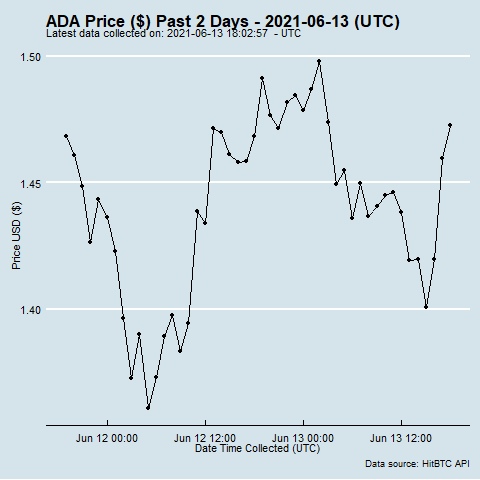 ADA Price ($) Past 2 Days - 2021-06-13 (UTC)
Latest data collected on: 2021-06-13 18:02:57  - UTC
1.50
1.45
1.40
Price USD ($)
Jun 12 00:00 Jun 12 12:00 Jun 13 00:00 Jun 13 12:00
Date Time Collected (UTC)
Data source: HitBTC API